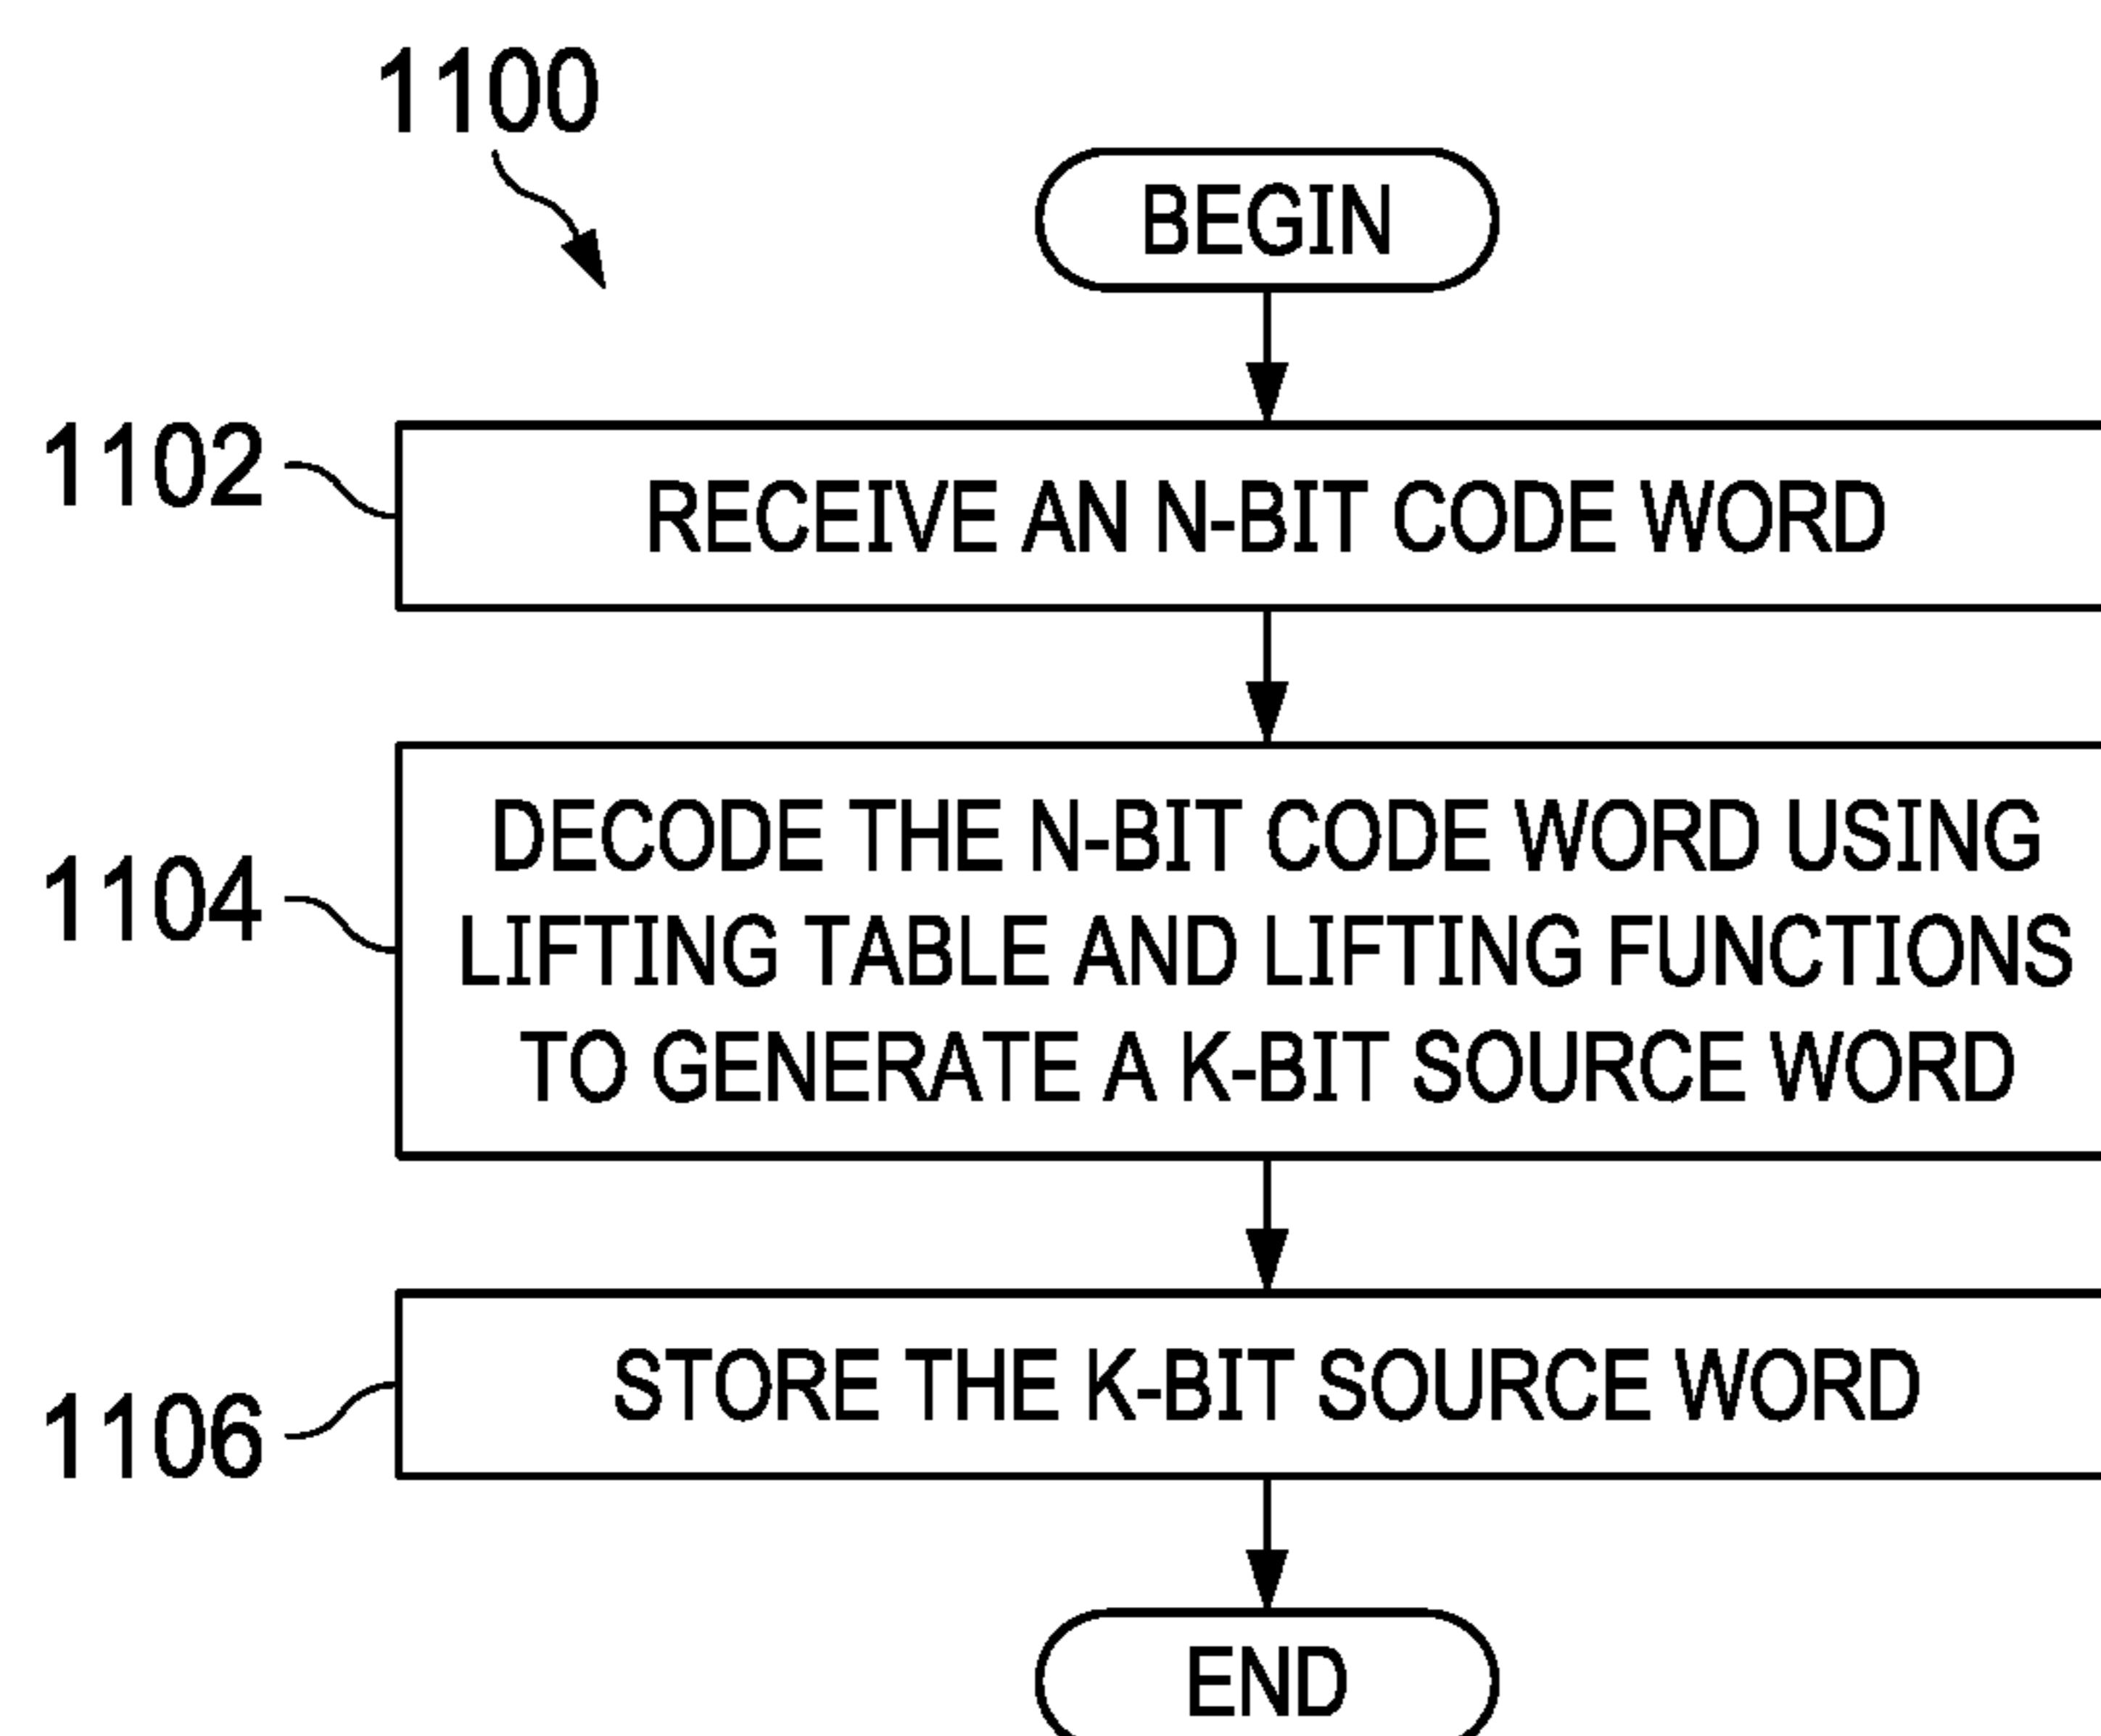 1100
BEGIN
1102
RECEIVE AN N-BIT CODE WORD
DECODE THE N-BIT CODE WORD USING
1104
LIFTING TABLE AND LIFTING FUNCTIONS
TO GENERATE A K-BIT SOURCE WORD
STORE THE K-BIT SOURCE WORD
1106
END